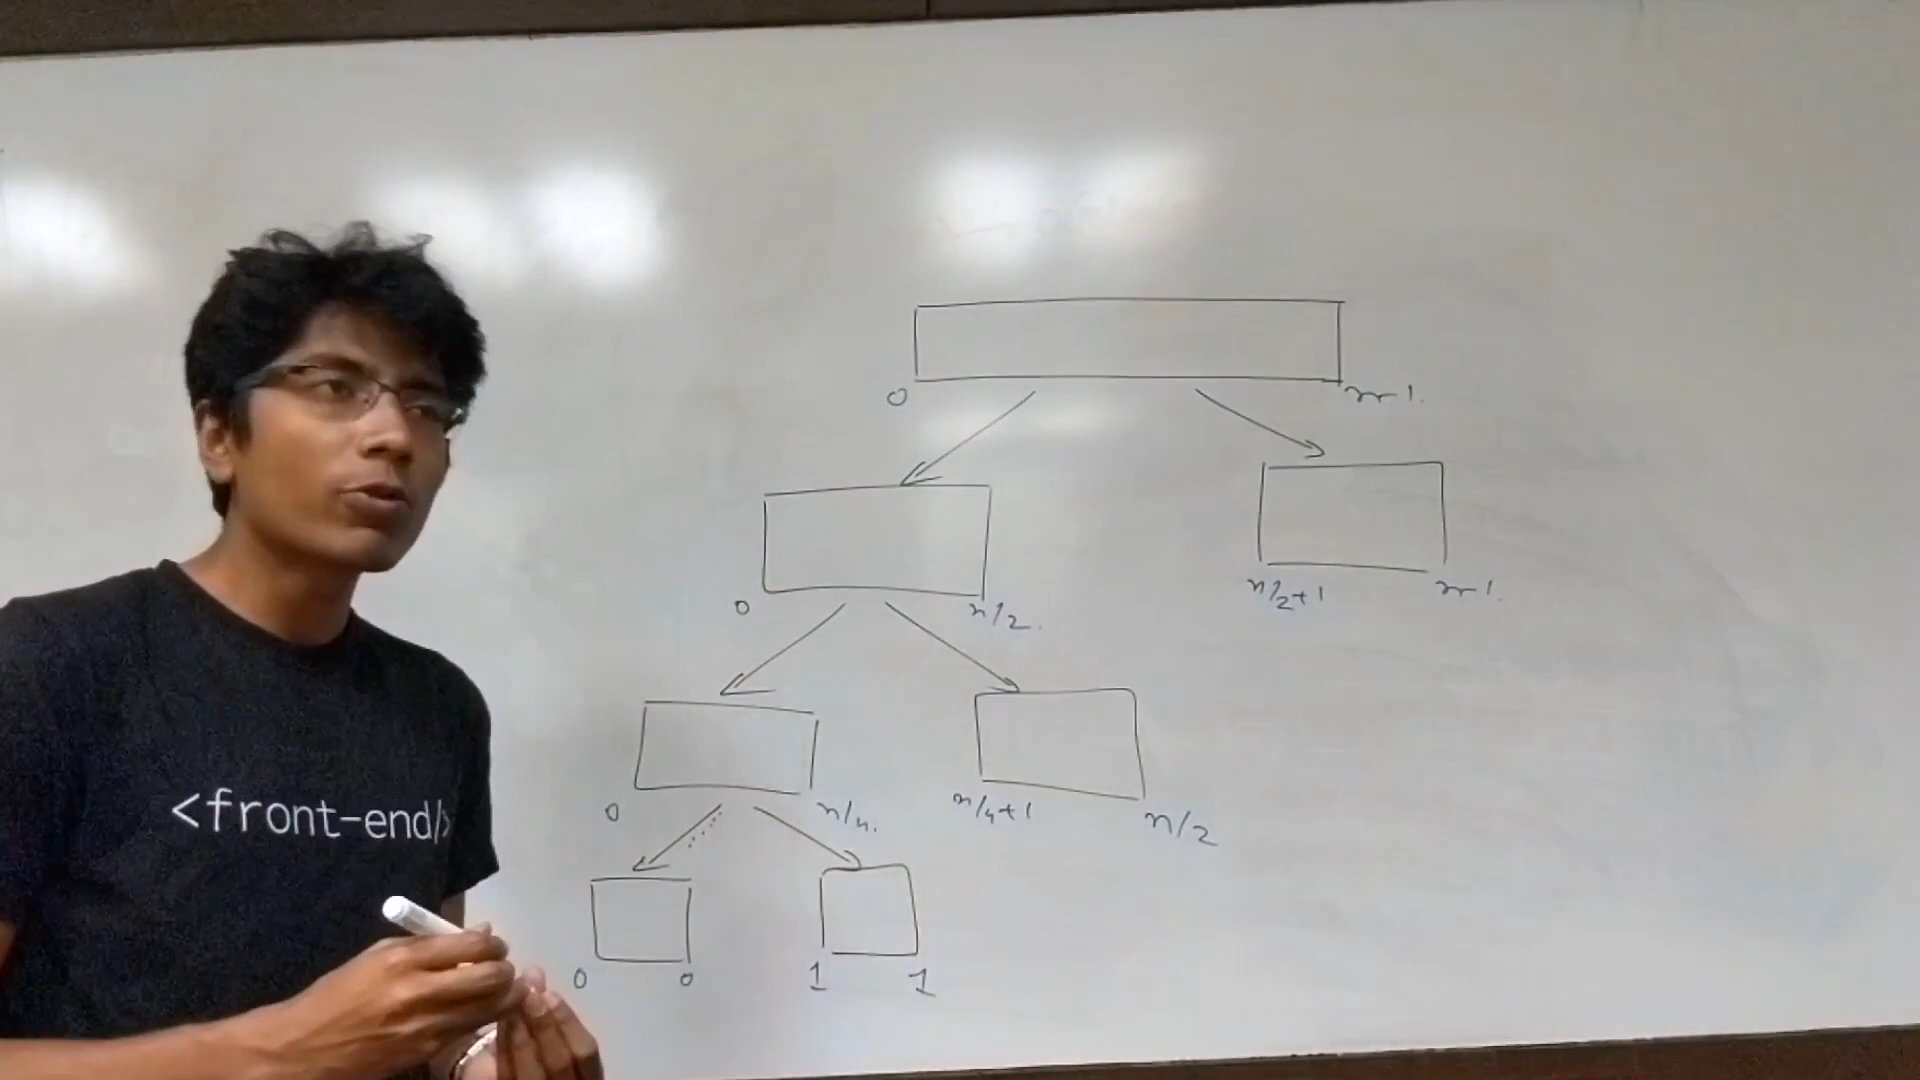 0 n-1.
0 n/2. n/2+1 n-1.
0 n/4. n/4+1 n/2
0 0 1 1
<front-end/>